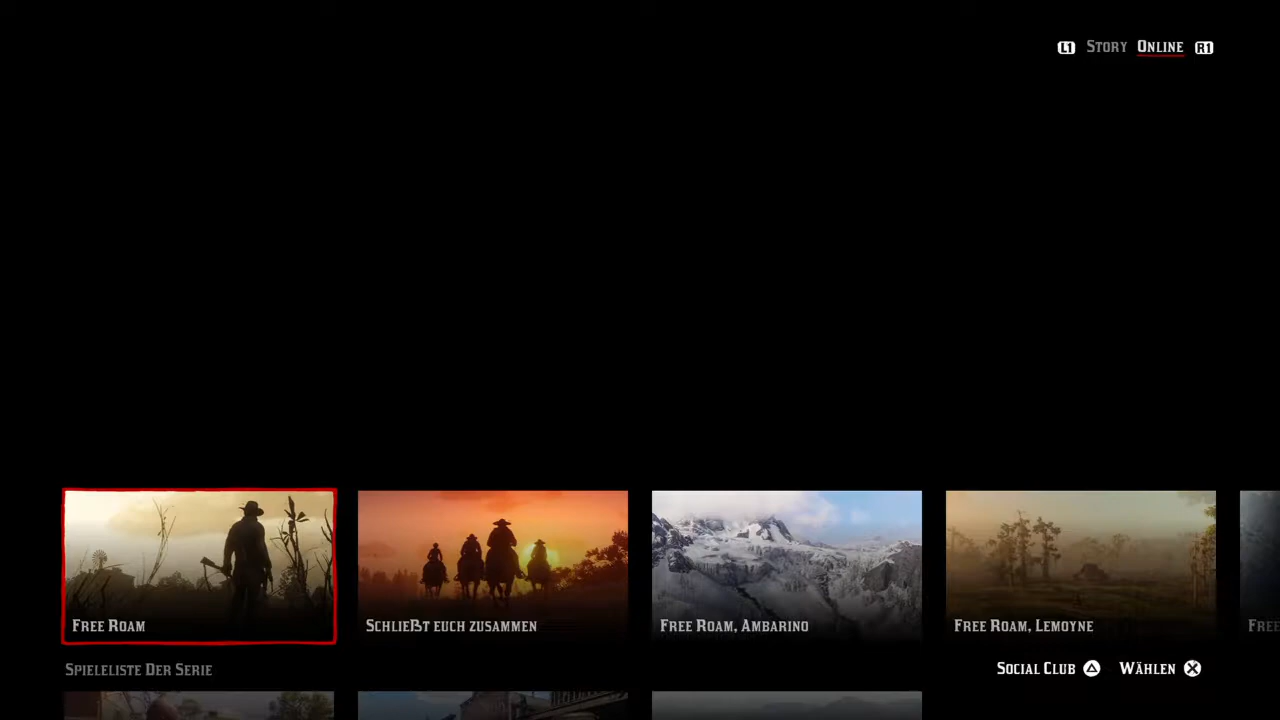 L1 STORY ONLINE R1
FREE ROAM
SCHLIEßT EUCH ZUSAMMEN
FREE ROAM, AMBARINO
FREE ROAM, LEMOYNE
FREE
SPIELELISTE DER SERIE
SOCIAL CLUB
WÄHLEN